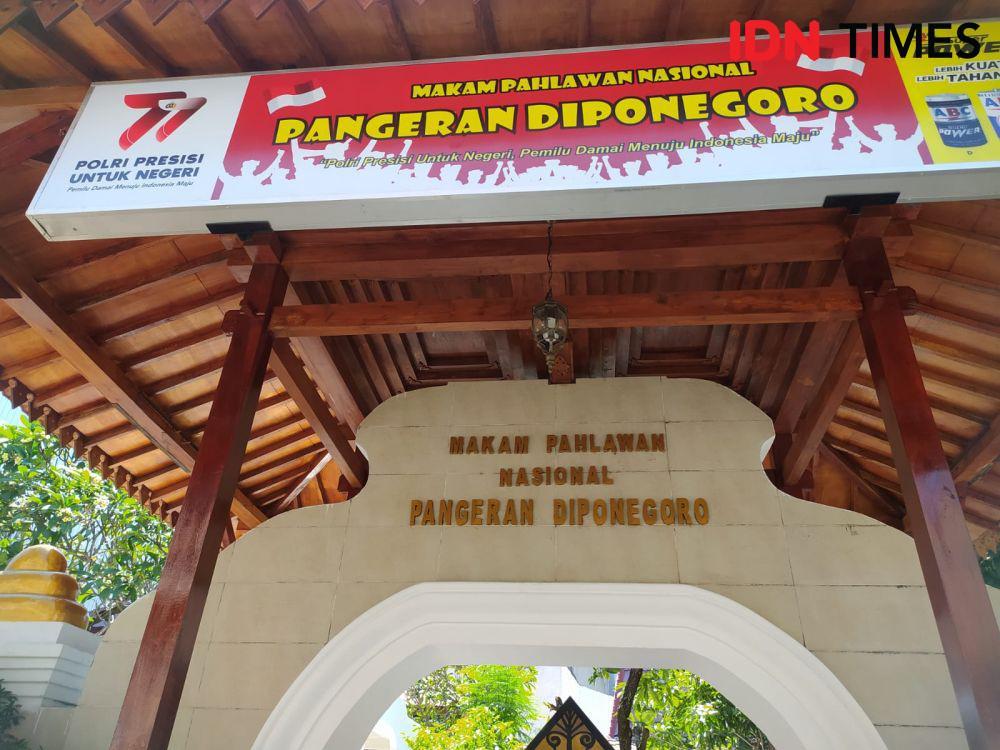 IDN TIMES
77
POLRI PRESISI
UNTUK NEGERI
Pemilu Damai Menuju Indonesia Maju
MAKAM PAHLAWAN NASIONAL
PANGERAN DIPONEGORO
"Polri Presisi Untuk Negeri, Pemilu Damai Menuju Indonesia Maju"
POWER
LEBIH KUAT
LEBIH TAHAN
ABC
POWER
MAKAM PAHLAWAN
NASIONAL
PANGERAN DIPONEGORO